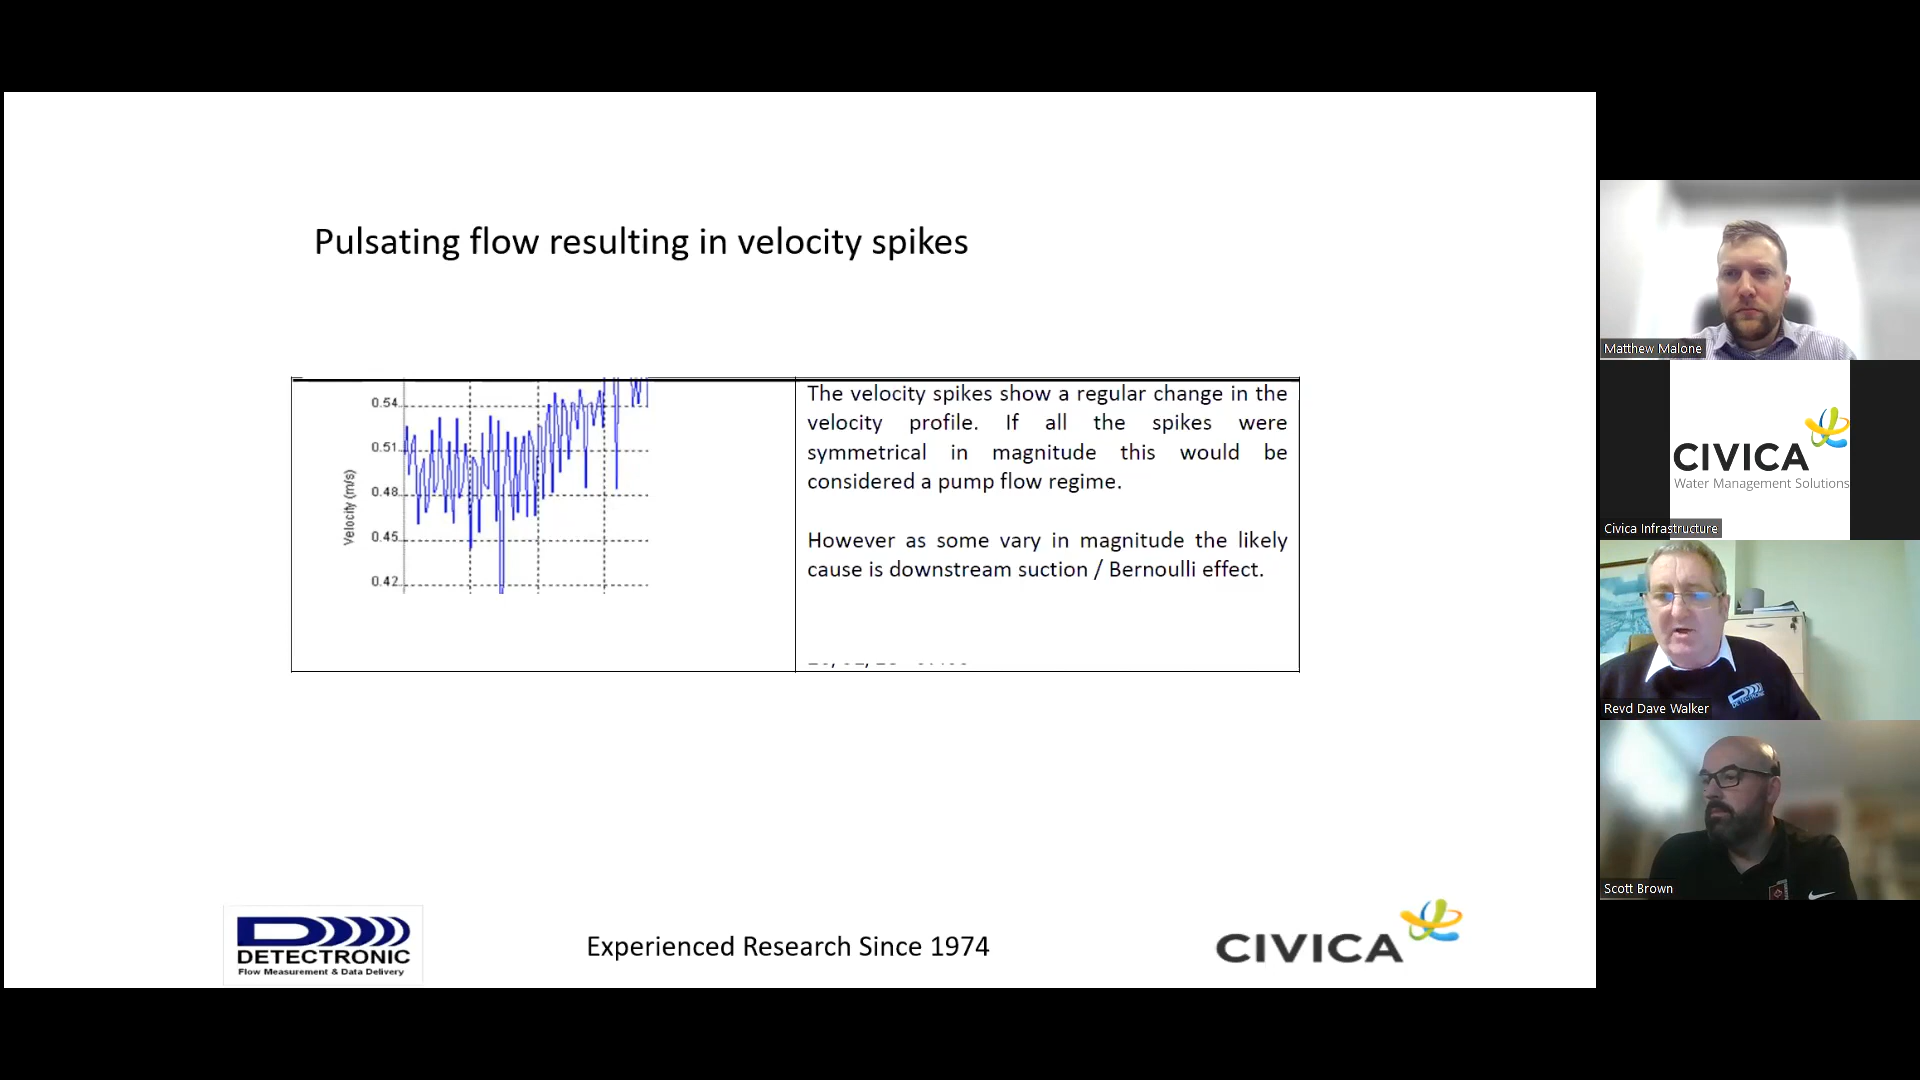 Pulsating flow resulting in velocity spikes
0.54
0.51
0.48
0.45
0.42
Velocity (m/s)
The velocity spikes show a regular change in the
velocity profile. If all the spikes were
symmetrical in magnitude this would be
considered a pump flow regime.
However as some vary in magnitude the likely
cause is downstream suction / Bernoulli effect.
DETECTRONIC
Flow Measurement & Data Delivery
Experienced Research Since 1974
CIVICA
Matthew Malone
CIVICA
Water Management Solutions
Civica Infrastructure
DETECTRONIC
Revd Dave Walker
Scott Brown